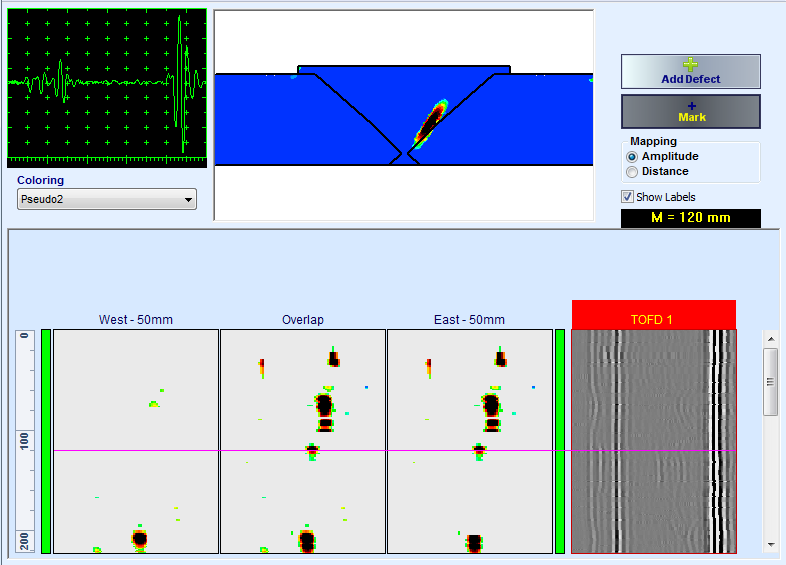 Add Defect
Mark
Mapping
Amplitude
Distance
Coloring
Pseudo2
Show Labels
M = 120 mm
West - 50mm
Overlap
East - 50mm
TOFD 1
0
100
200